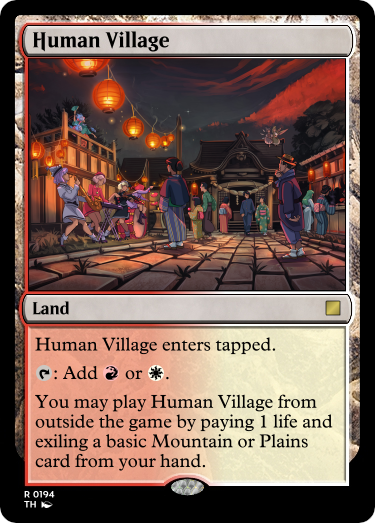 Human Village
Land
Human Village enters tapped.
: Add or .
You may play Human Village from
outside the game by paying 1 life and
exiling a basic Mountain or Plains
card from your hand.
R 0194
TH